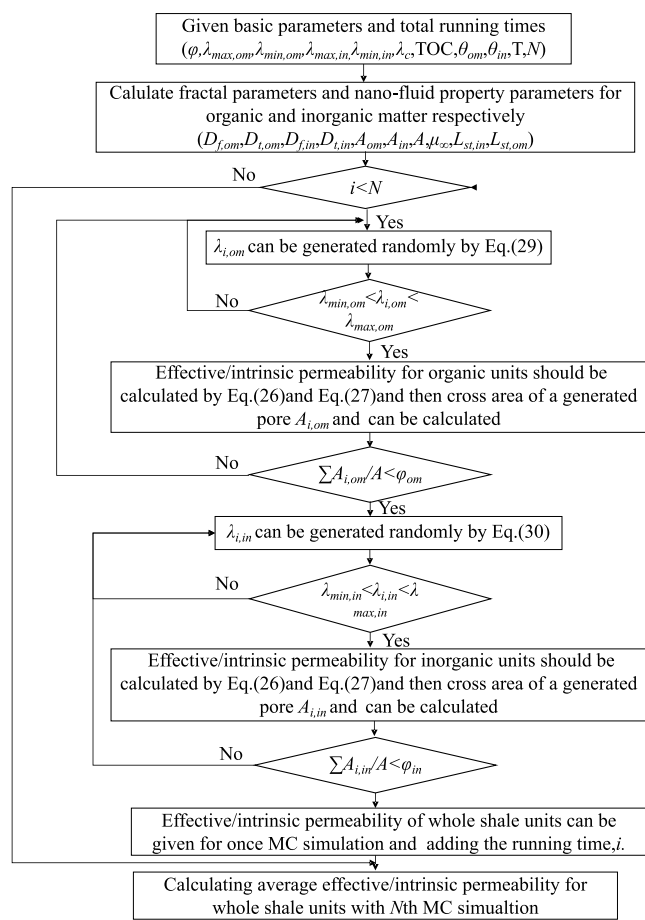 Given basic parameters and total running times
(φ,λmax,om,λmin,om,λmax,in,λmin,in,λc,TOC,θom,θin,T,N)
Calulate fractal parameters and nano-fluid property parameters for
organic and inorganic matter respectively
(Df,om,Dt,om,Df,in,Dt,in,Aom,Ain,A,μ∞,Lst,in,Lst,om)
No
i<N
Yes
λi,om can be generated randomly by Eq.(29)
No
λmin,om<λi,om<
λmax,om
Yes
Effective/intrinsic permeability for organic units should be
calculated by Eq.(26)and Eq.(27)and then cross area of a generated
pore Ai,om and can be calculated
No
∑Ai,om/A<φom
Yes
λi,in can be generated randomly by Eq.(30)
No
λmin,in<λi,in<λ
max,in
Yes
Effective/intrinsic permeability for inorganic units should be
calculated by Eq.(26)and Eq.(27)and then cross area of a generated
pore Ai,in and can be calculated
No
∑Ai,in/A<φin
Effective/intrinsic permeability of whole shale units can be
given for once MC simulation and adding the running time,i.
Calculating average effective/intrinsic permeability for
whole shale units with Nth MC simualtion